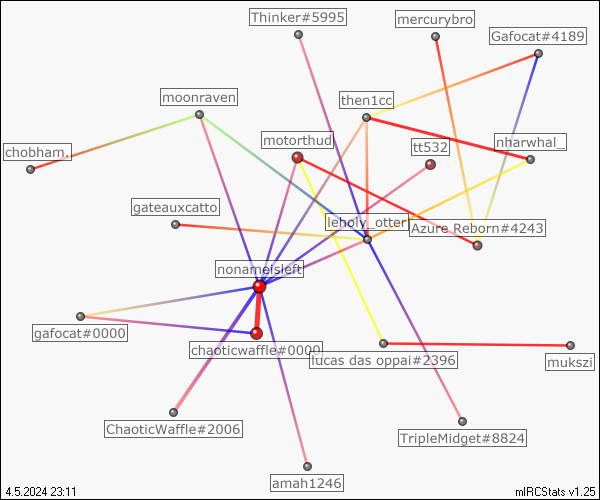 Thinker#5995
mercurybro
Gafocat#4189
moonraven
then1cc
motorthud
tt532
nharwhal_
chobham.
gateauxcatto
leholy_otter
Azure Reborn#4243
nonameisleft
gafocat#0000
chaoticwaffle#0000
lucas das oppai#2396
mukszi
ChaoticWaffle#2006
TripleMidget#8824
amah1246
4.5.2024 23:11
mIRCStats v1.25